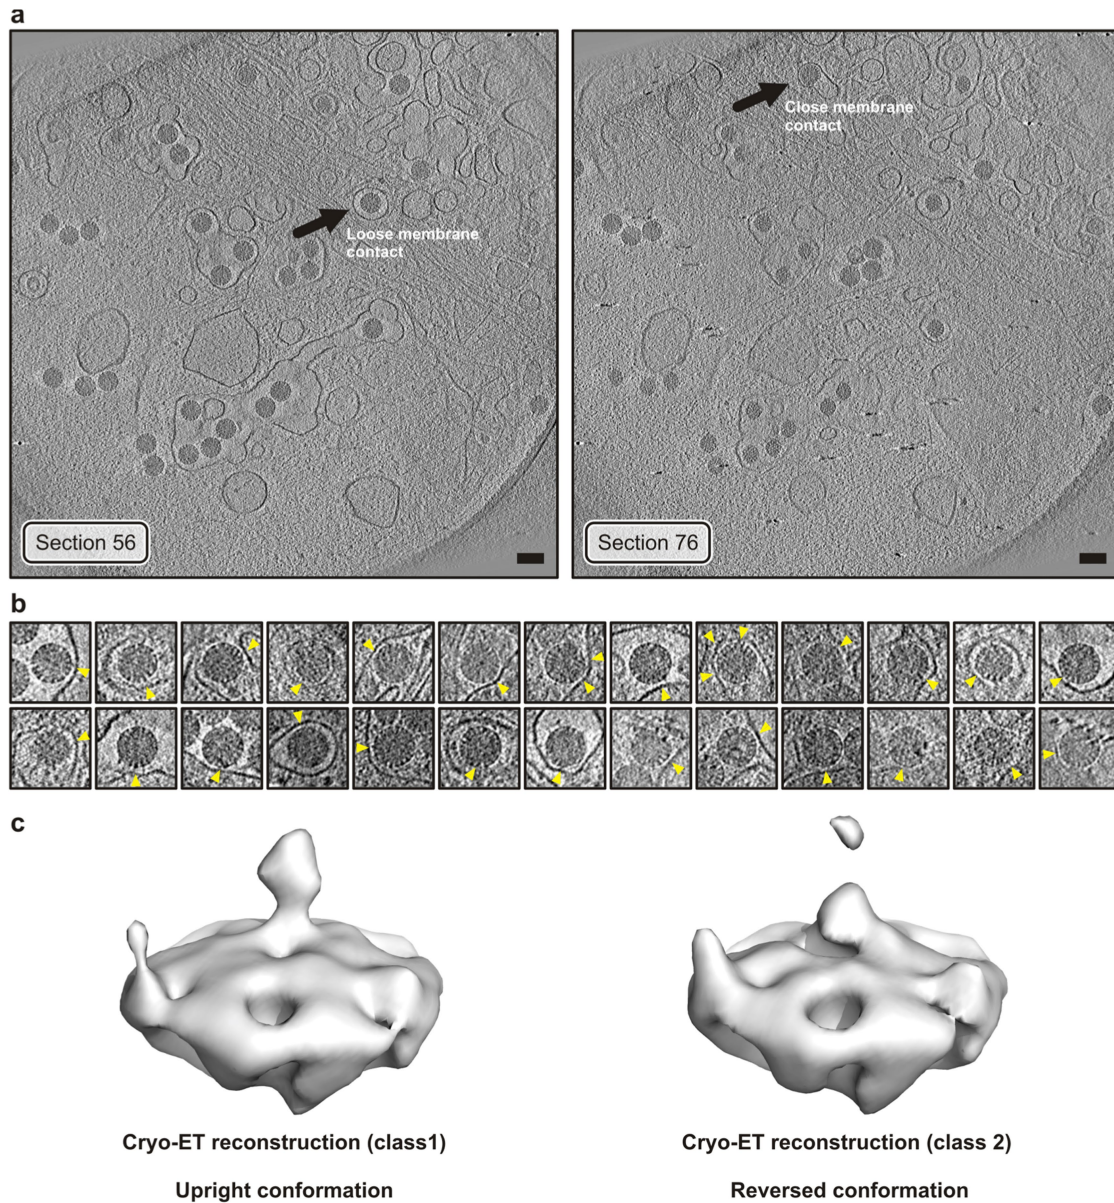 a
Loose membrane
contact
Section 56
Close membrane
contact
Section 76
b
c
Cryo-ET reconstruction (class1)
Upright conformation
Cryo-ET reconstruction (class 2)
Reversed conformation